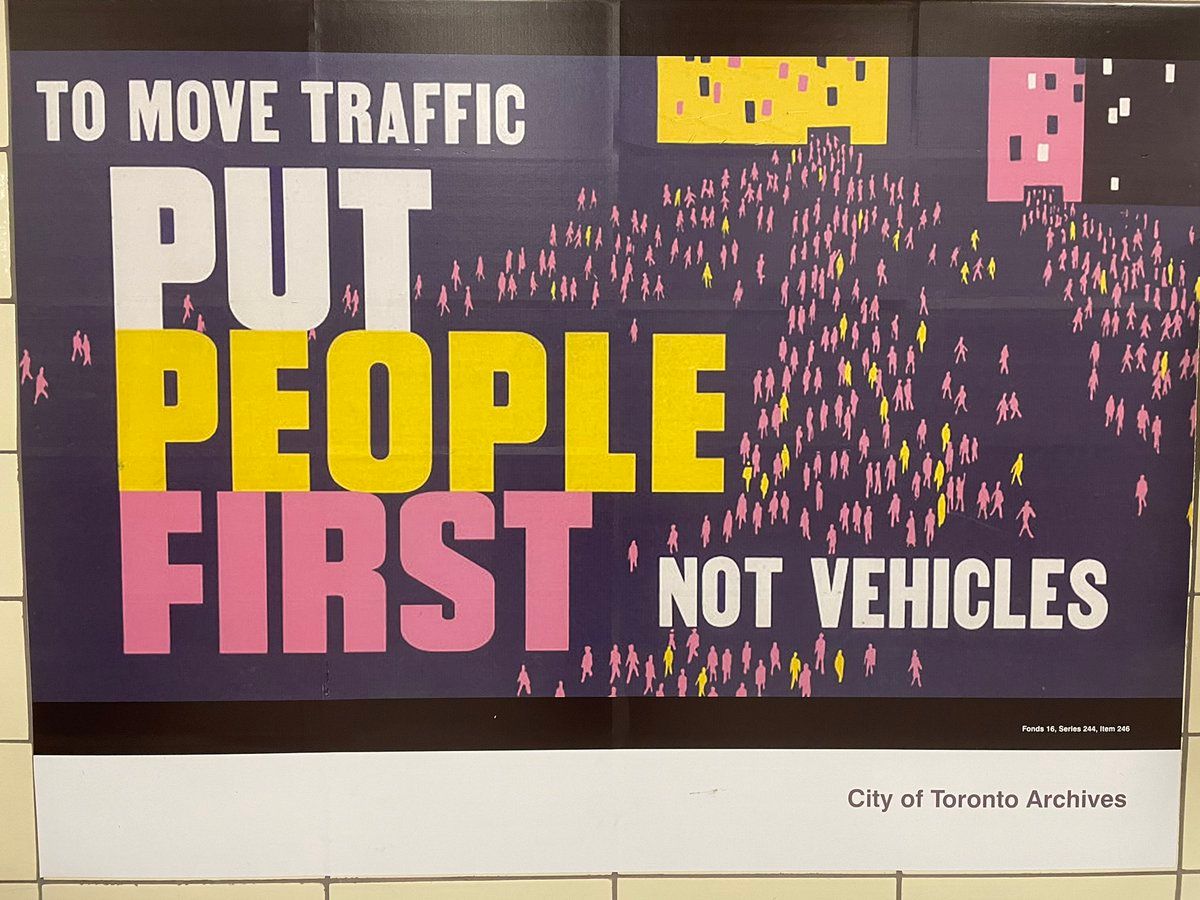 TO MOVE TRAFFIC
PUT
PEOPLE
FIRST
NOT VEHICLES
Fonds 16, Series 244, Item 246
City of Toronto Archives